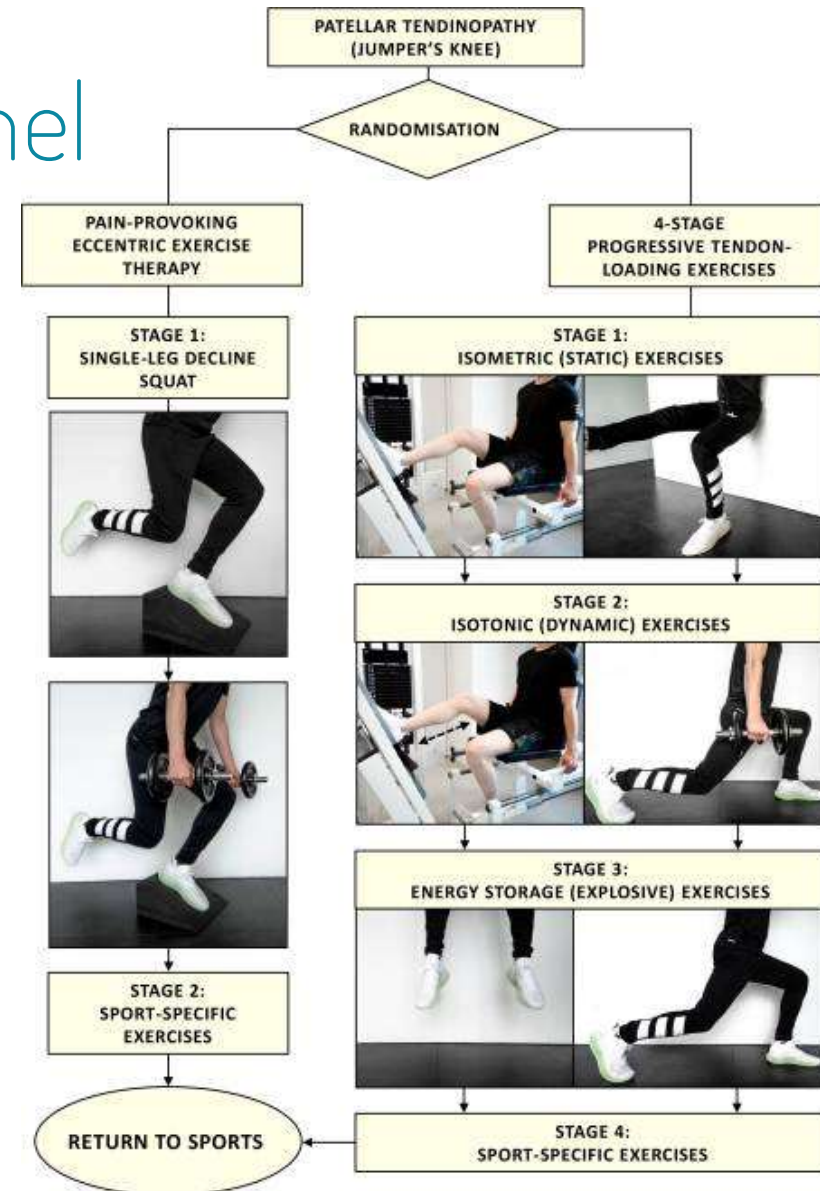 PATELLAR TENDINOPATHY
(JUMPER'S KNEE)
nel
RANDOMISATION
PAIN-PROVOKING
ECCENTRIC EXERCISE
THERAPY
4-STAGE
PROGRESSIVE TENDON-
LOADING EXERCISES
STAGE 1:
SINGLE-LEG DECLINE
SQUAT
STAGE 1:
ISOMETRIC (STATIC) EXERCISES
STAGE 2:
ISOTONIC (DYNAMIC) EXERCISES
STAGE 3:
ENERGY STORAGE (EXPLOSIVE) EXERCISES
STAGE 2:
SPORT-SPECIFIC
EXERCISES
RETURN TO SPORTS
STAGE 4:
SPORT-SPECIFIC EXERCISES